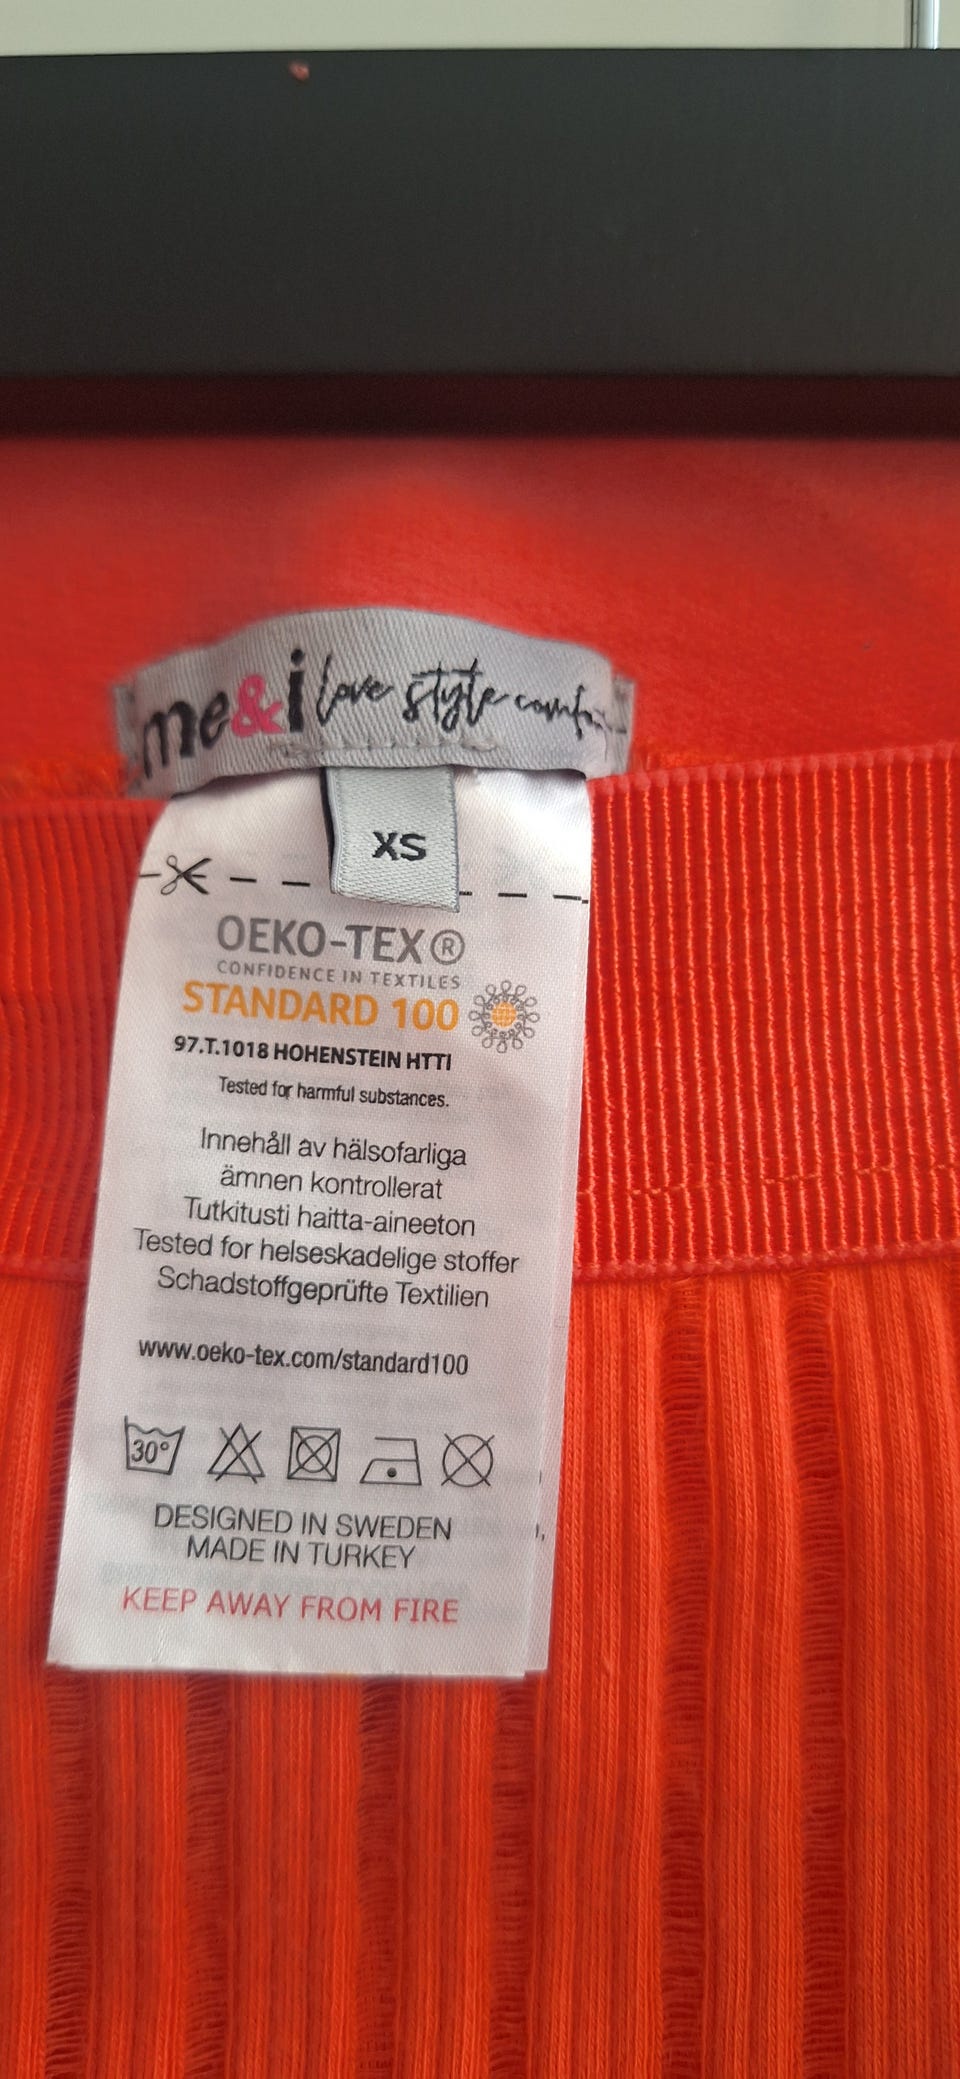 me&i love style comfort
XS
OEKO-TEX®
CONFIDENCE IN TEXTILES
STANDARD 100
97.T.1018 HOHENSTEIN HTTI
Tested for harmful substances.
Innehåll av hälsofarliga
ämnen kontrollerat
Tutkitusti haitta-aineeton
Tested for helseskadelige stoffer
Schadstoffgeprüfte Textilien
www.oeko-tex.com/standard100
30°
DESIGNED IN SWEDEN
MADE IN TURKEY
KEEP AWAY FROM FIRE